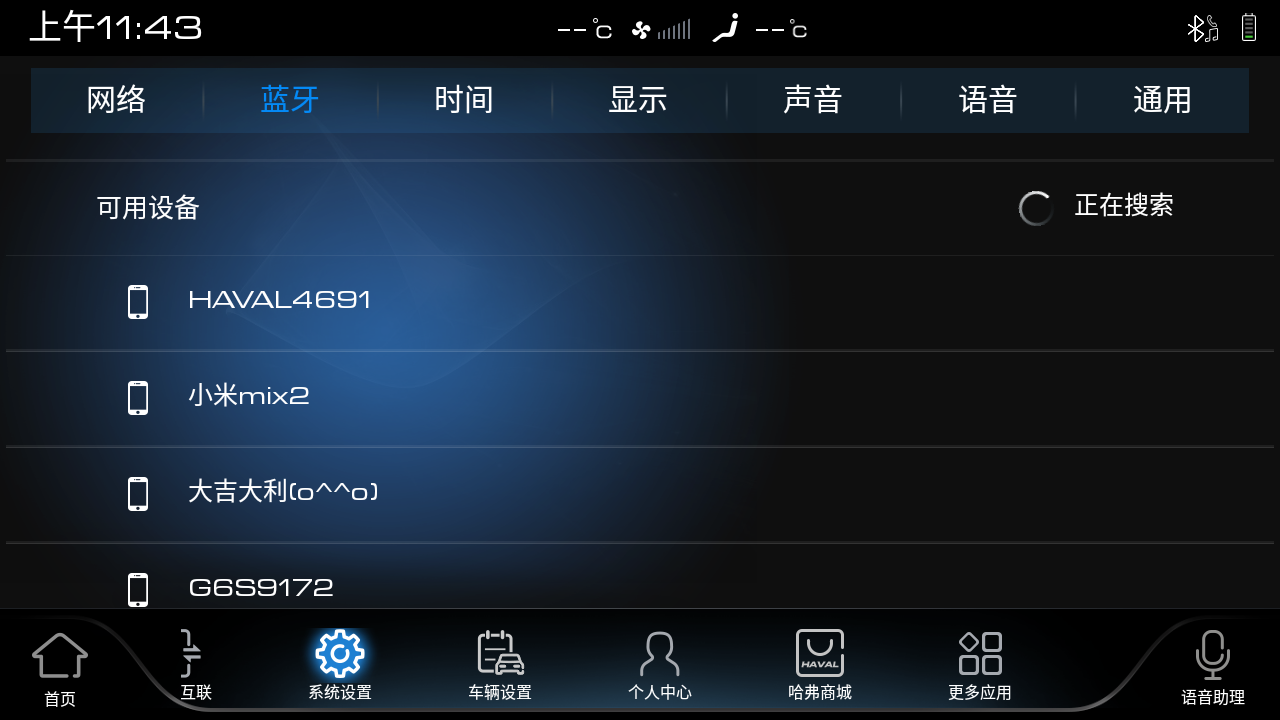 上午11:43
--°C
--°C
网络 蓝牙 时间 显示 声音 语音 通用
可用设备 正在搜索
HAVAL4691
小米mix2
大吉大利(o^^o)
G6S9172
HAVAL
首页 互联 系统设置 车辆设置 个人中心 哈弗商城 更多应用 语音助理